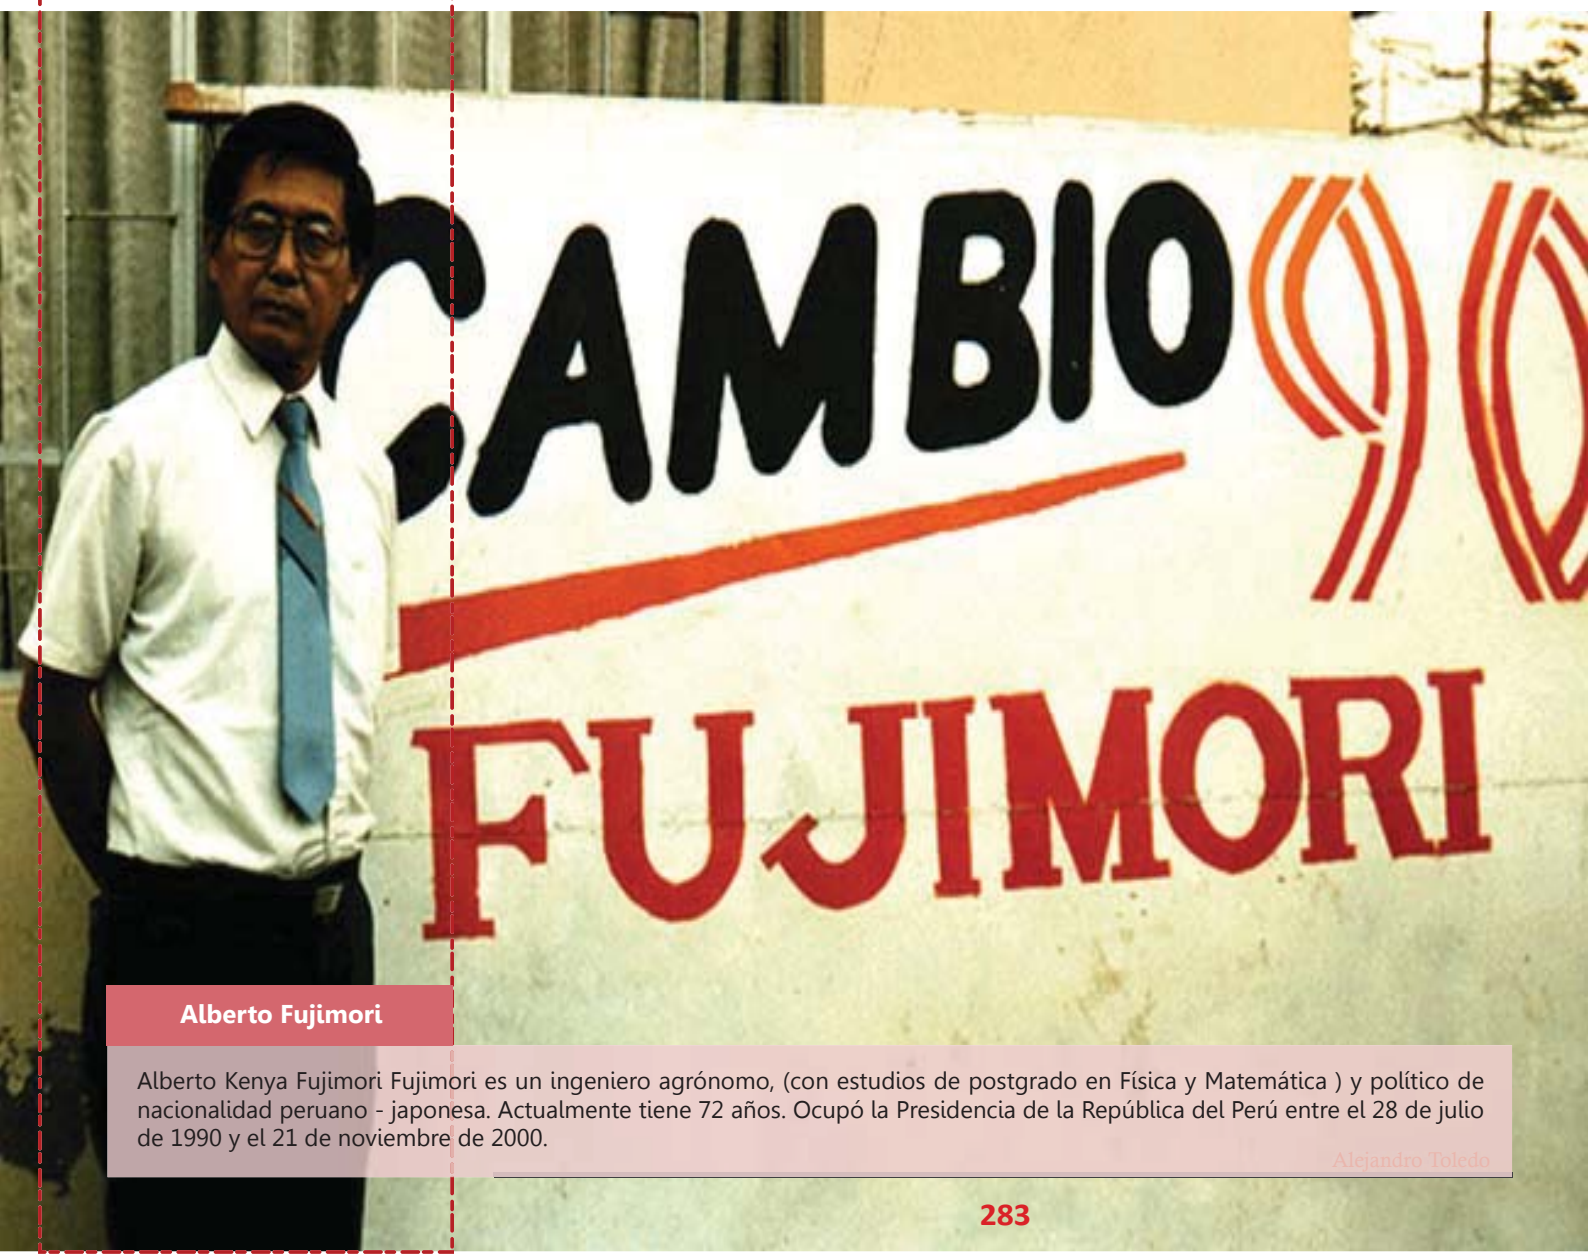 CAMBIO 90
FUJIMORI
Alberto Fujimori
Alberto Kenya Fujimori Fujimori es un ingeniero agrónomo, (con estudios de postgrado en Física y Matemática ) y político de
nacionalidad peruano - japonesa. Actualmente tiene 72 años. Ocupó la Presidencia de la República del Perú entre el 28 de julio
de 1990 y el 21 de noviembre de 2000.
Alejandro Toledo
283